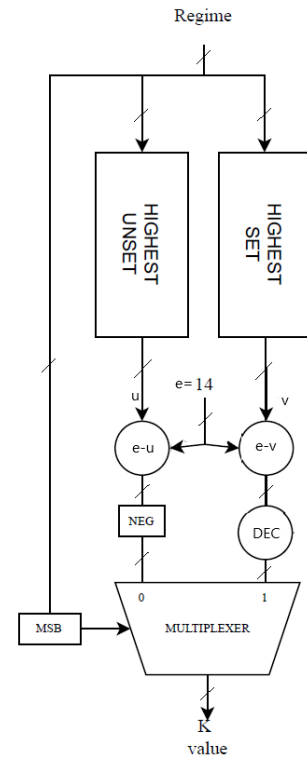 Regime
HIGHEST
UNSET
HIGHEST
SET
u
e= 14
v
e-u
e-v
NEG
DEC
0
1
MSB
MULTIPLEXER
K
value